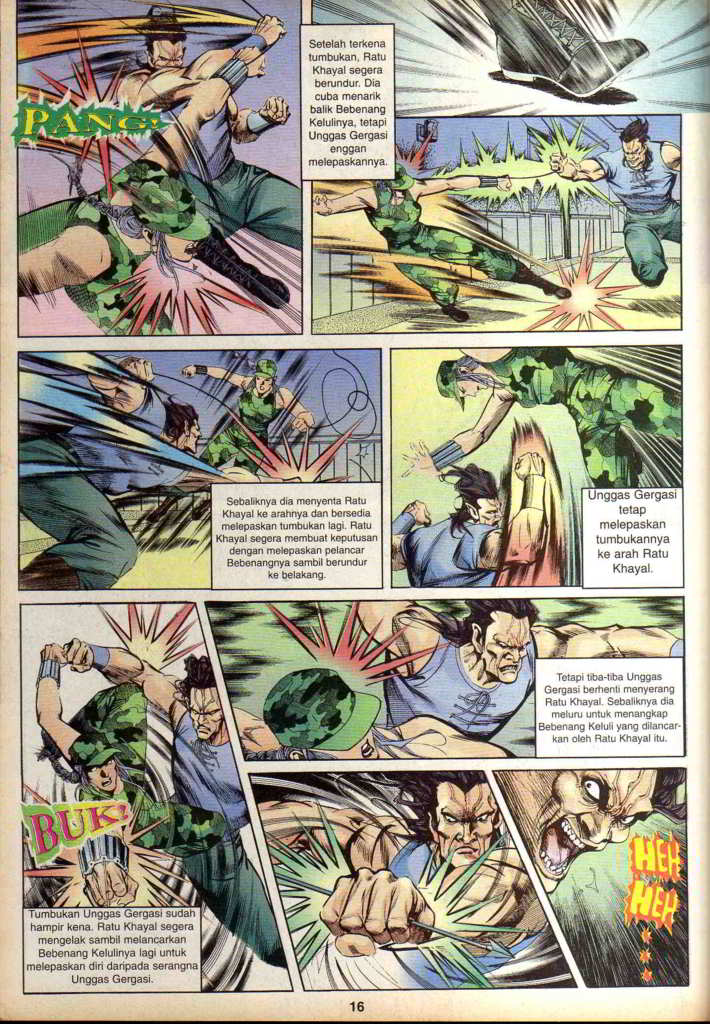 PANG!
Setelah terkena
tumbukan, Ratu
Khayal segera
berundur. Dia
cuba menarik
balik Bebenang
Kelulinya, tetapi
Unggas Gergasi
enggan
melepaskannya.
Sebaliknya dia menyenta Ratu
Khayal ke arahnya dan bersedia
melepaskan tumbukan lagi. Ratu
Khayal segera membuat keputusan
dengan melepaskan pelancar
Bebenangnya sambil berundur
ke belakang.
Unggas Gergasi
tetap
melepaskan
tumbukannya
ke arah Ratu
Khayal.
BUK!
Tumbukan Unggas Gergasi sudah
hampir kena. Ratu Khayal segera
mengelak sambil melancarkan
Bebenang Kelulinya lagi untuk
melepaskan diri daripada serangna
Unggas Gergasi.
Tetapi tiba-tiba Unggas
Gergasi berhenti menyerang
Ratu Khayal. Sebaliknya dia
meluru untuk menangkap
Bebenang Keluli yang dilancar-
kan oleh Ratu Khayal itu.
HEH
HEH
...
16